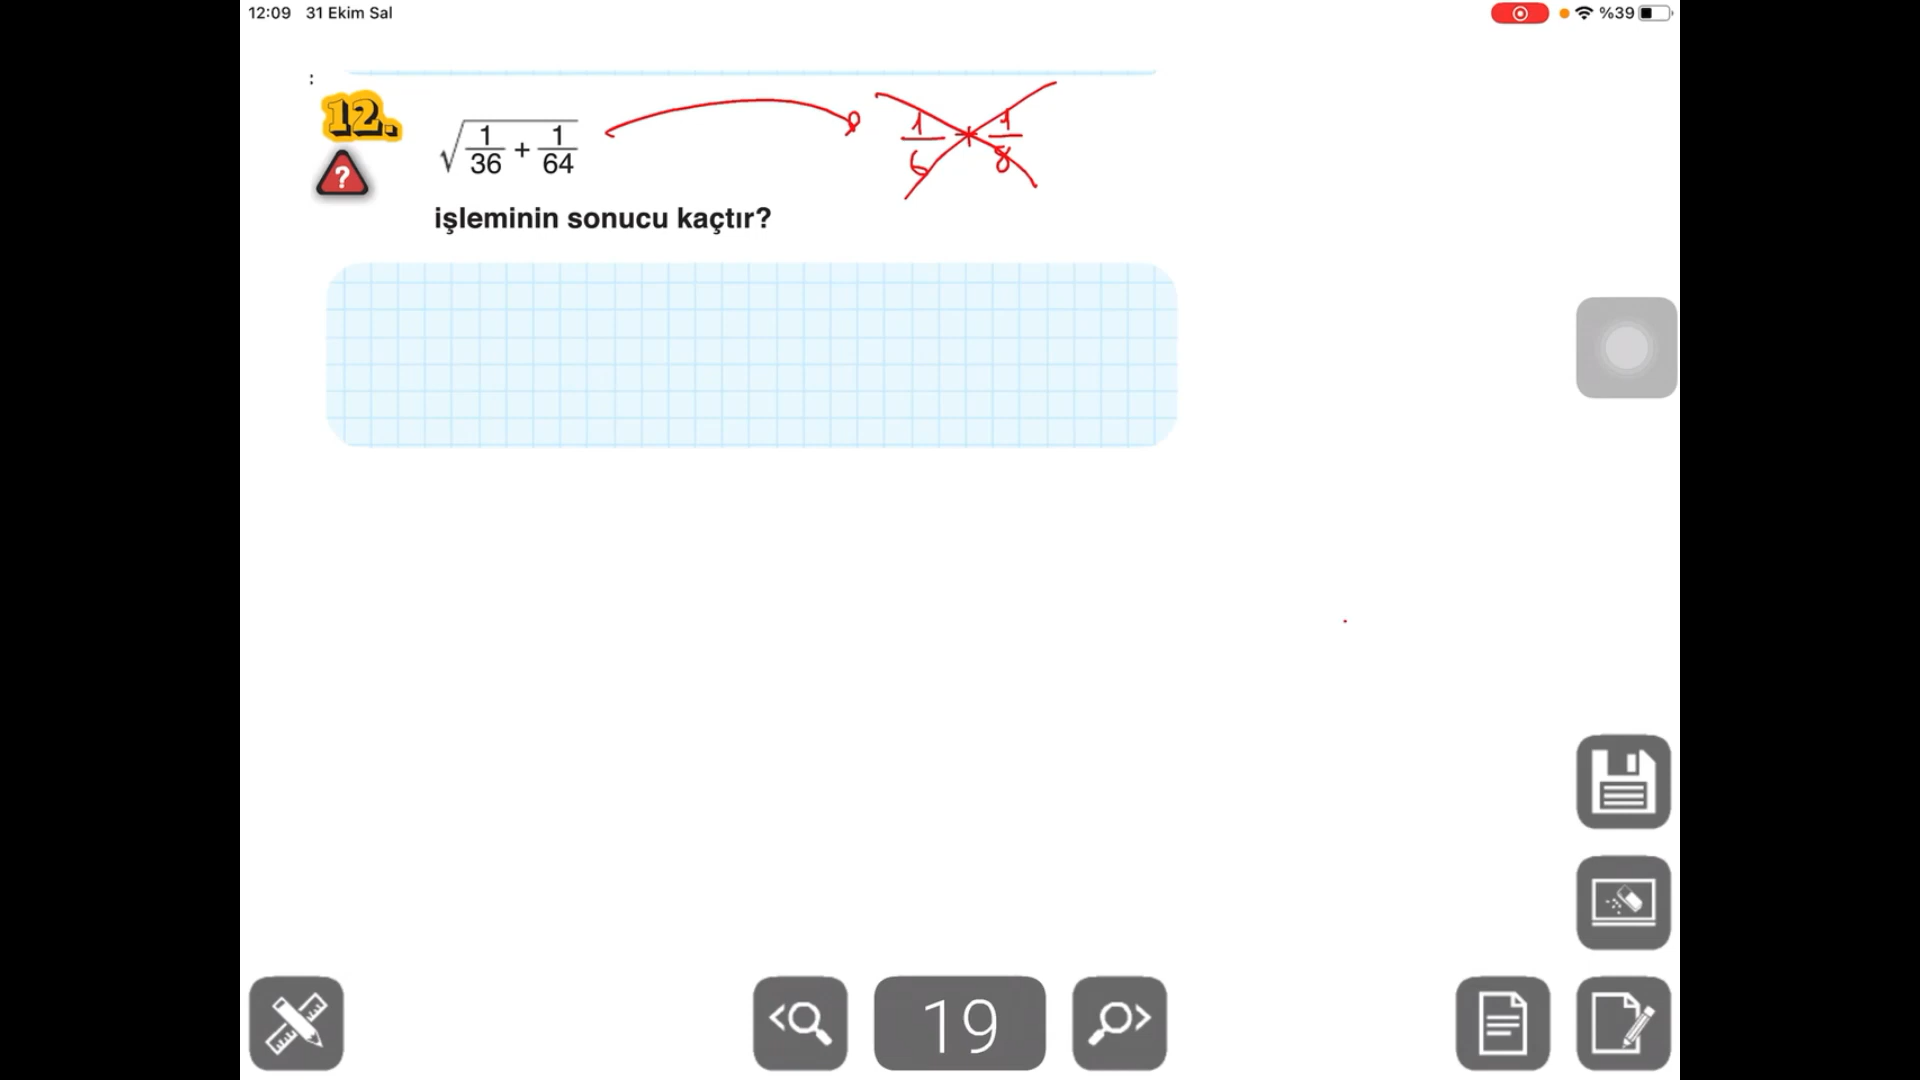 12:09 31 Ekim Sal
%39
:
12.
?
√ 1/36 + 1/64
1/6 + 1/8
işleminin sonucu kaçtır?
19